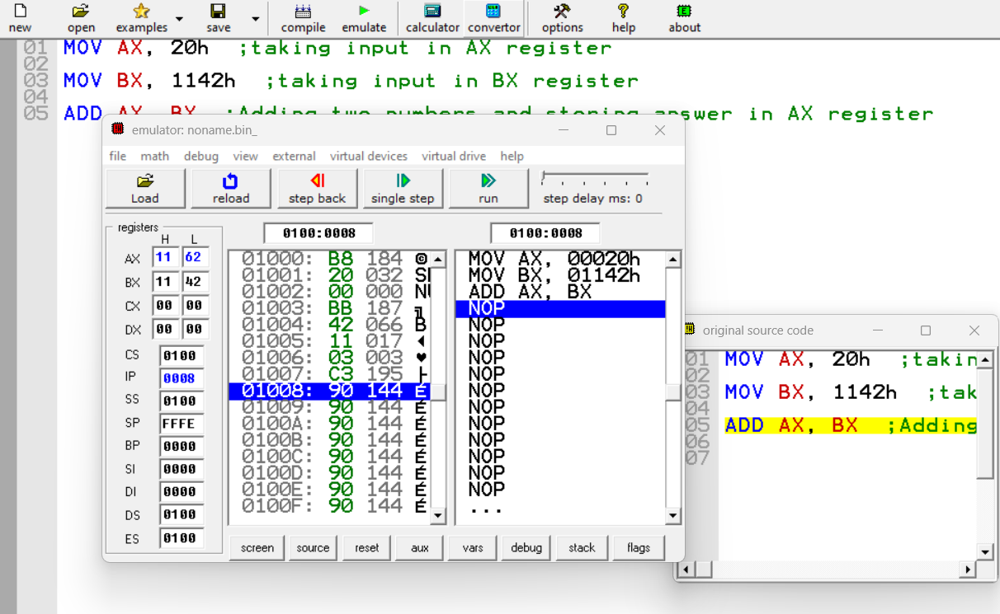 new open examples save compile emulate calculator convertor options help about
01 MOV AX, 20h ;taking input in AX register
02
03 MOV BX, 1142h ;taking input in BX register
04
05 ADD AX, BX ;Adding two numbers and storing answer in AX register
emulator: noname.bin_
file math debug view external virtual devices virtual drive help
Load reload step back single step run step delay ms: 0
registers
H L
AX 11 62
BX 11 42
CX 00 00
DX 00 00
CS 0100
IP 0008
SS 0100
SP FFFE
BP 0000
SI 0000
DI 0000
DS 0100
ES 0100
0100:0008
01000: B8 184
01001: 20 032
01002: 00 000
01003: BB 187 ╗
01004: 42 066 B
01005: 11 017 ◄
01006: 03 003 ♥
01007: C3 195 ├
01008: 90 144 É
01009: 90 144 É
0100A: 90 144 É
0100B: 90 144 É
0100C: 90 144 É
0100D: 90 144 É
0100E: 90 144 É
0100F: 90 144 É
0100:0008
MOV AX, 00020h
MOV BX, 01142h
ADD AX, BX
NOP
NOP
NOP
NOP
NOP
NOP
NOP
NOP
NOP
NOP
NOP
NOP
...
screen source reset aux vars debug stack flags
original source code
01 MOV AX, 20h ;takin
02
03 MOV BX, 1142h ;tak
04
05 ADD AX, BX ;Adding
06
07